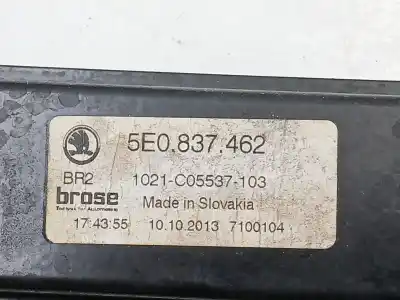 5E0.837.462
BR2 1021-C05537-103
brose Made in Slovakia
17:43:55 10.10.2013 7100104